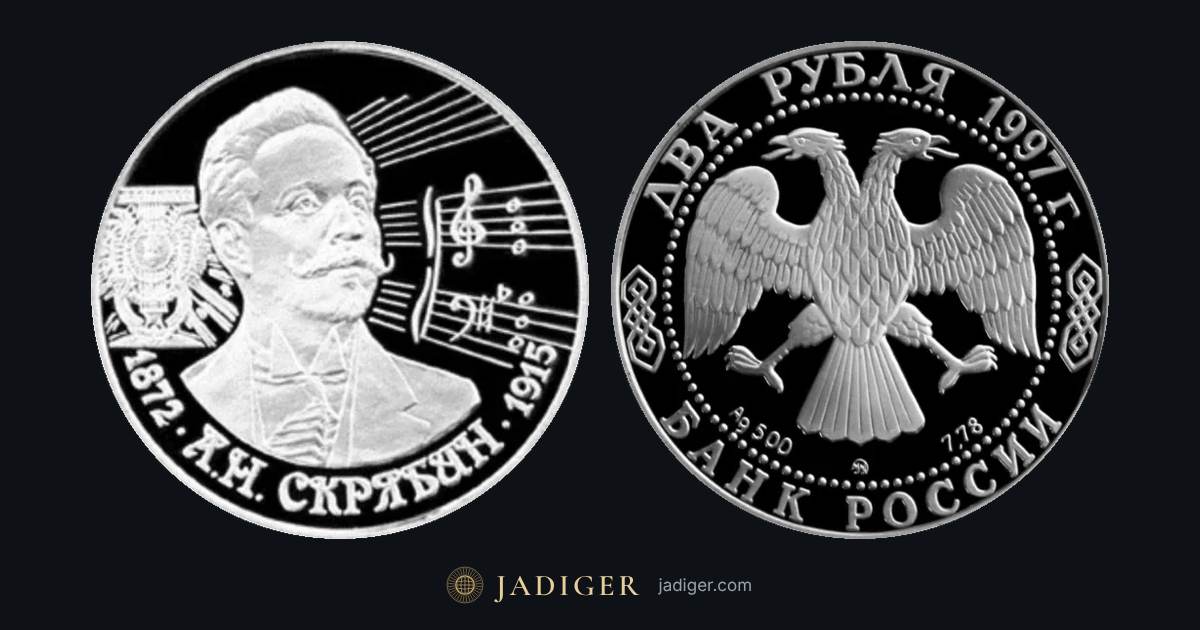 1872 · А.Н. СКРЯБИН · 1915
ДВА РУБЛЯ 1997 г.
Ag 500
7,78
БАНК РОССИИ
JADIGER jadiger.com